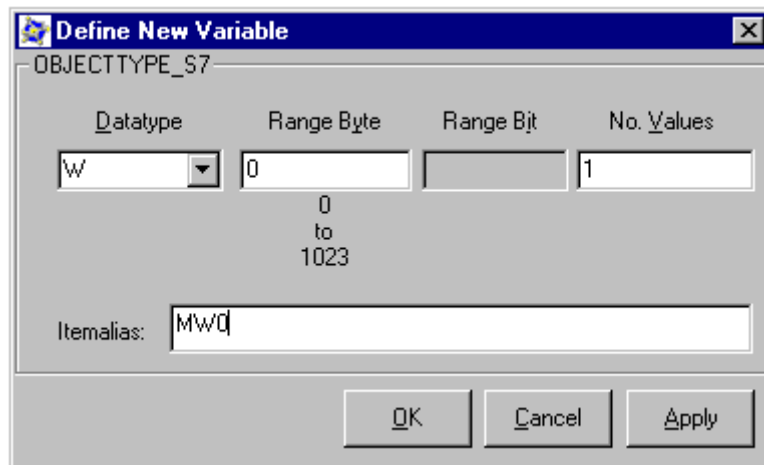 Define New Variable
OBJECTTYPE_S7
Datatype Range Byte Range Bit No. Values
W 0 1
0
to
1023
Itemalias: MW0
OK Cancel Apply